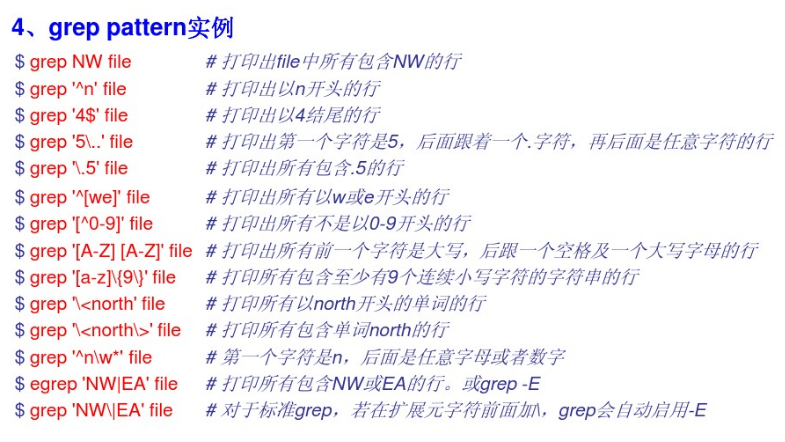 4、grep pattern实例
$ grep NW file # 打印出file中所有包含NW的行
$ grep '^n' file # 打印出以n开头的行
$ grep '4$' file # 打印出以4结尾的行
$ grep '5\..' file # 打印出第一个字符是5，后面跟着一个.字符，再后面是任意字符的行
$ grep '\.5' file # 打印出所有包含.5的行
$ grep '^[we]' file # 打印出所有以w或e开头的行
$ grep '[^0-9]' file # 打印出所有不是以0-9开头的行
$ grep '[A-Z] [A-Z]' file # 打印出所有前一个字符是大写，后跟一个空格及一个大写字母的行
$ grep '[a-z]\{9\}' file # 打印所有包含至少有9个连续小写字符的字符串的行
$ grep '\<north' file # 打印所有以north开头的单词的行
$ grep '\<north\>' file # 打印所有包含单词north的行
$ grep '^n\w*' file # 第一个字符是n，后面是任意字母或者数字
$ egrep 'NW|EA' file # 打印所有包含NW或EA的行。或grep -E
$ grep 'NW\|EA' file # 对于标准grep，若在扩展元字符前面加\，grep会自动启用-E